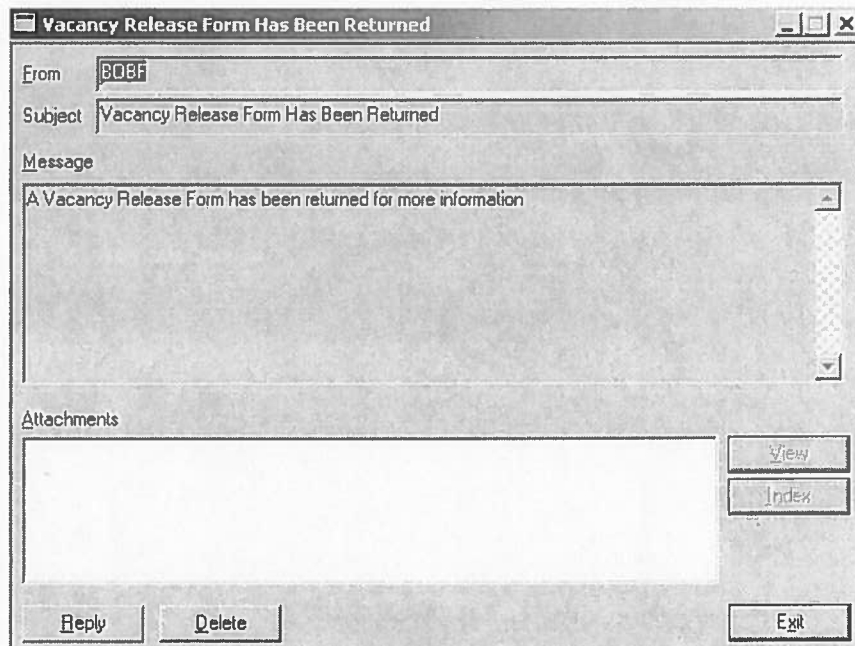 Vacancy Release Form Has Been Returned
From BOBF
Subject Vacancy Release Form Has Been Returned
Message
A Vacancy Release Form has been returned for more information
Attachments
View
Index
Reply Delete Exit